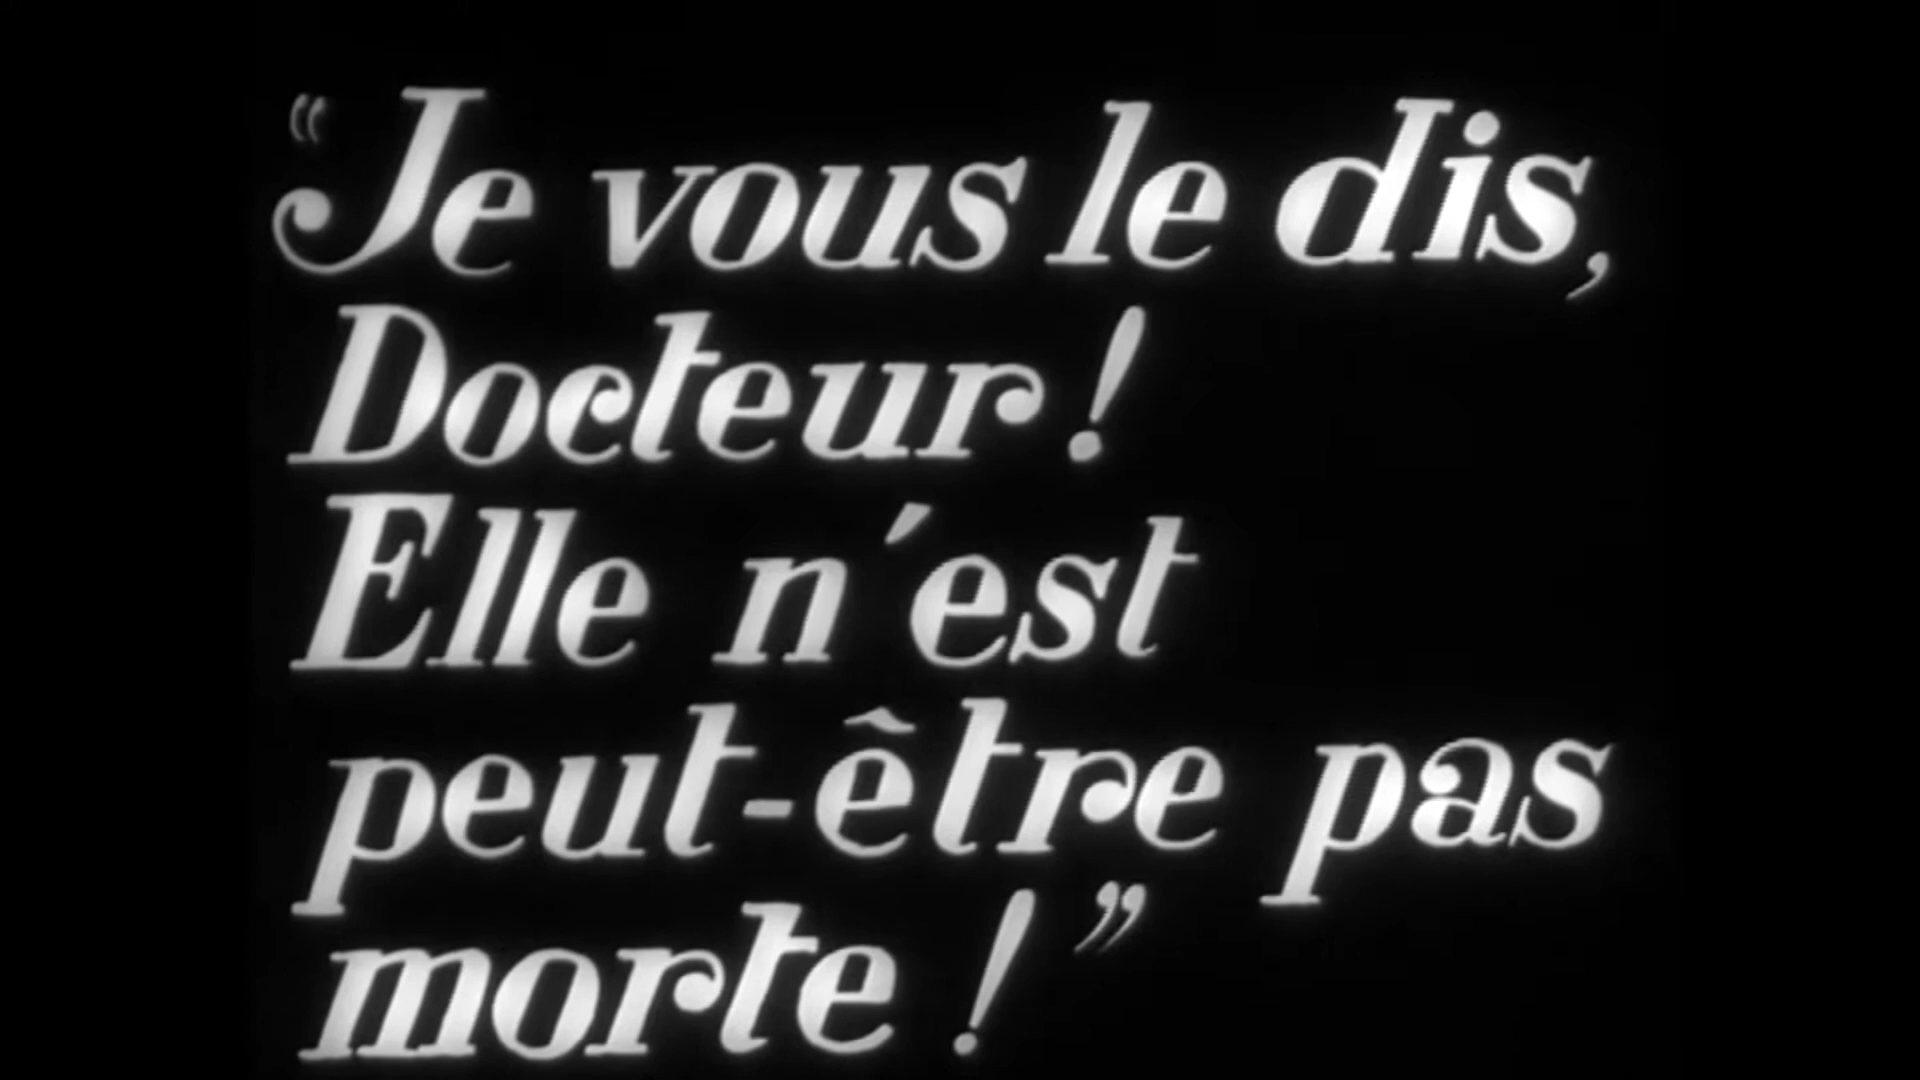 “Je vous le dis,
Docteur !
Elle n'est
peut-être pas
morte ! ”